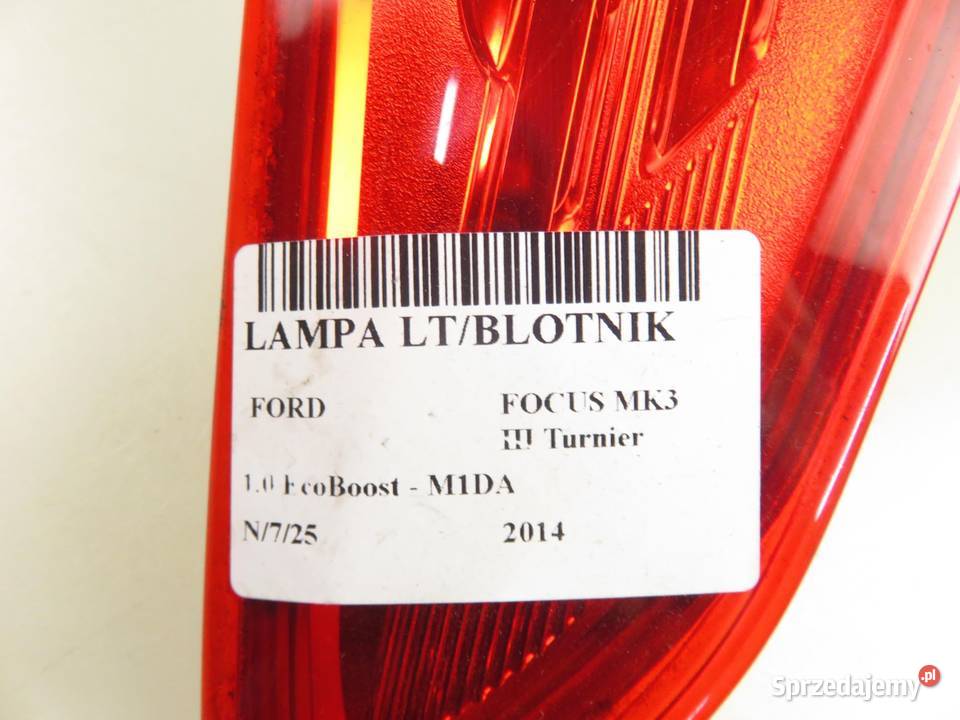 LAMPA LT/BLOTNIK
FORD FOCUS MK3
III Turnier
1.0 EcoBoost - M1DA
N/7/25 2014
Sprzedajemy.pl